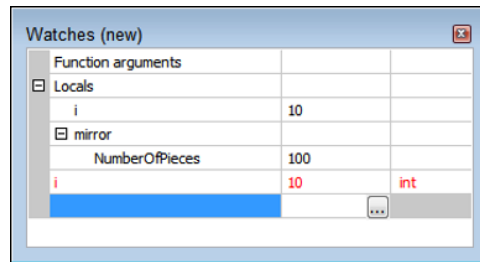 Watches (new)
Function arguments
Locals
i 10
mirror
NumberOfPieces 100
i 10 int
...